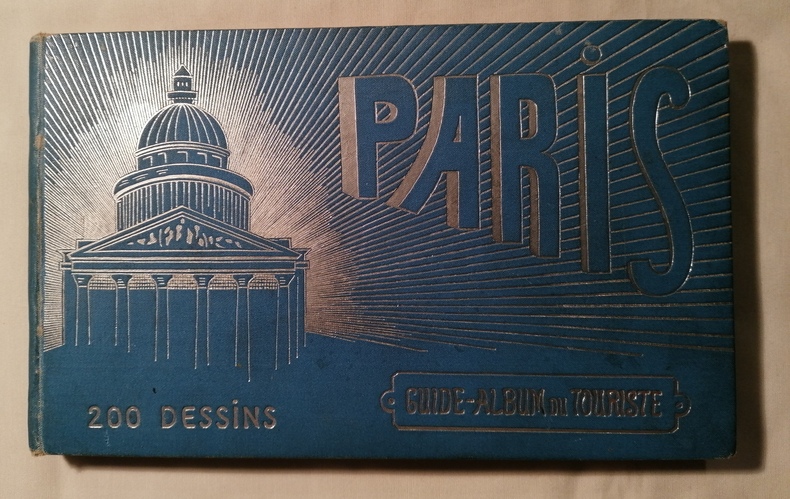 PARiS
200 DESSiNS
GUIDE-ALBUM DU TOURISTE